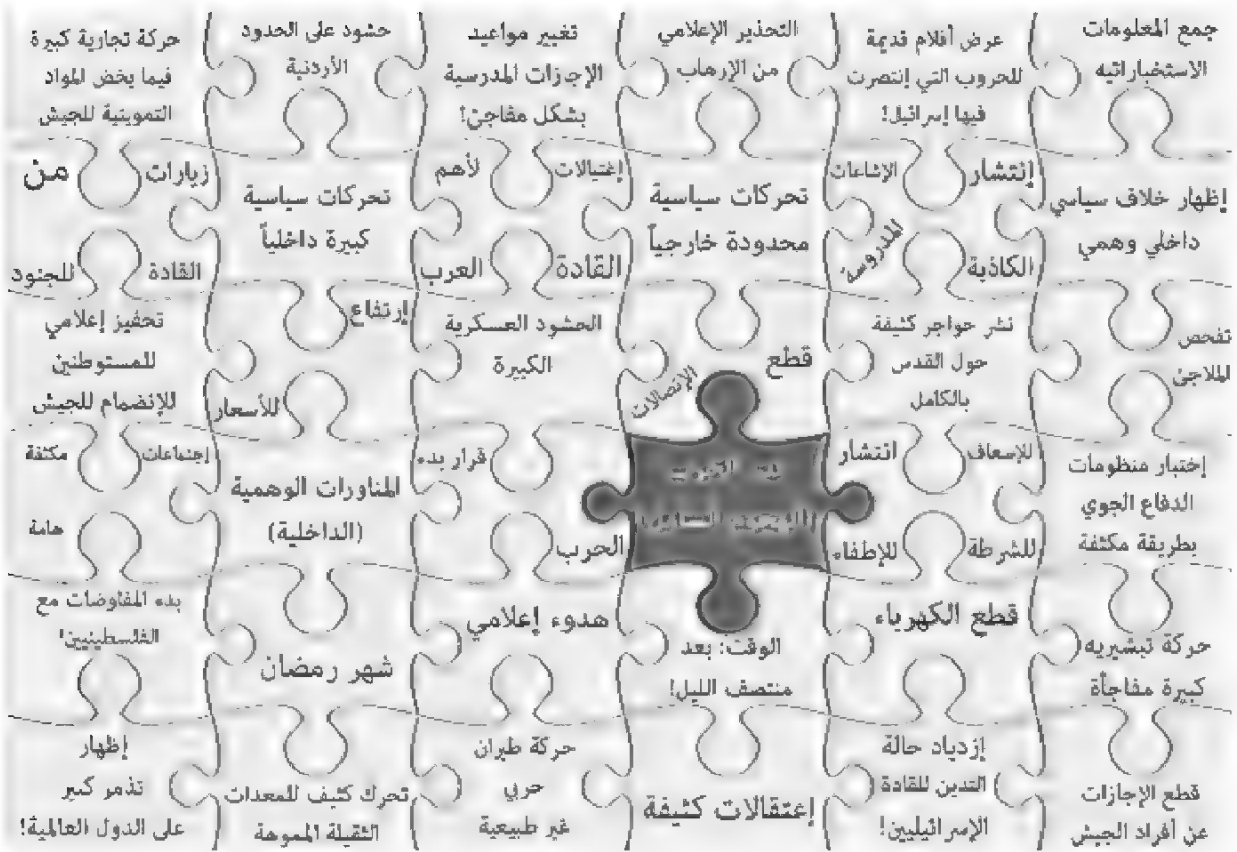 جمع المعلومات
الاستخباراتيه
عرض أفلام قديمة
للحروب التي إنتصرت
فيها إسرائيل!
التحذير الإعلامي
من الإرهاب
تغيير مواعيد
الإجازات المدرسية
بشكل مفاجئ!
حشود على الحدود
الأردنية
حركة تجارية كبيرة
فيما يخص المواد
التموينية للجيش
إظهار خلاف سياسي
داخلي وهمي
إنتشار الإشاعات
الكاذبة المدروسة
تحركات سياسية
محدودة خارجياً
إغتيالات لأهم
القادة العرب
تحركات سياسية
كبيرة داخلياً
زيارات من
القادة للجنود
تفحص
الملاجئ
نشر حواجر كثيفة
حول القدس
بالكامل
قطع
الإتصالات
الحشود العسكرية
الكبيرة
إرتفاع
للأسعار
تحفيز إعلامي
للمستوطنين
للإنضمام للجيش
إختبار منظومات
الدفاع الجوي
بطريقة مكثفة
للإسعاف انتشار
للشرطة للإطفاء
قرار بدء
الحرب
المناورات الوهمية
(الداخلية)
إجتماعات مكثفة
هامة
حركة تبشيريه
كبيرة مفاجأة
قطع الكهرباء
الوقت: بعد
منتصف الليل!
هدوء إعلامي
شهر رمضان
بدء المفاوضات مع
الفلسطينيين!
قطع الإجازات
عن أفراد الجيش
إزدياد حالة
التدين للقادة
الإسرائيليين!
إعتقالات كثيفة
حركة طيران
حربي
غير طبيعية
تحرك كثيف للمعدات
الثقيلة المموهة
إظهار
تذمر كبير
على الدول العالمية!